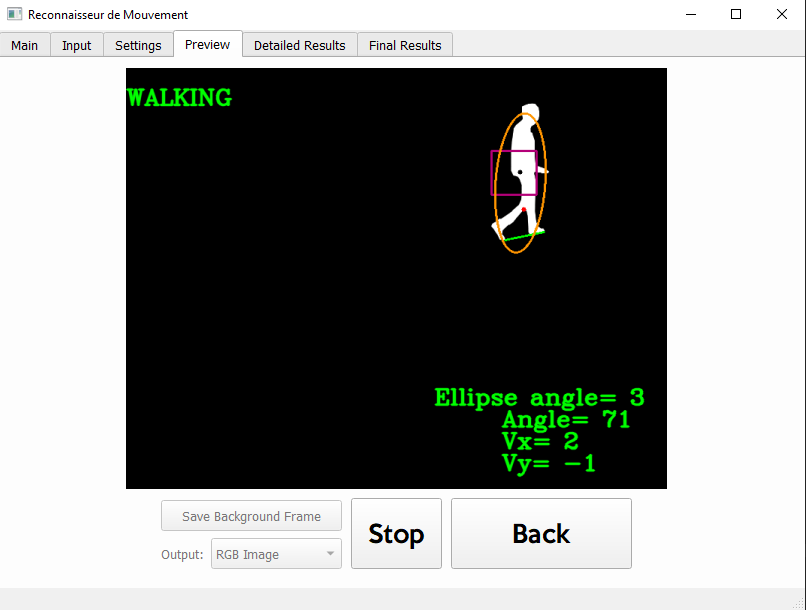 Reconnaisseur de Mouvement
Main Input Settings Preview Detailed Results Final Results
WALKING
Ellipse angle= 3
Angle= 71
Vx= 2
Vy= -1
Save Background Frame
Stop
Back
Output: RGB Image